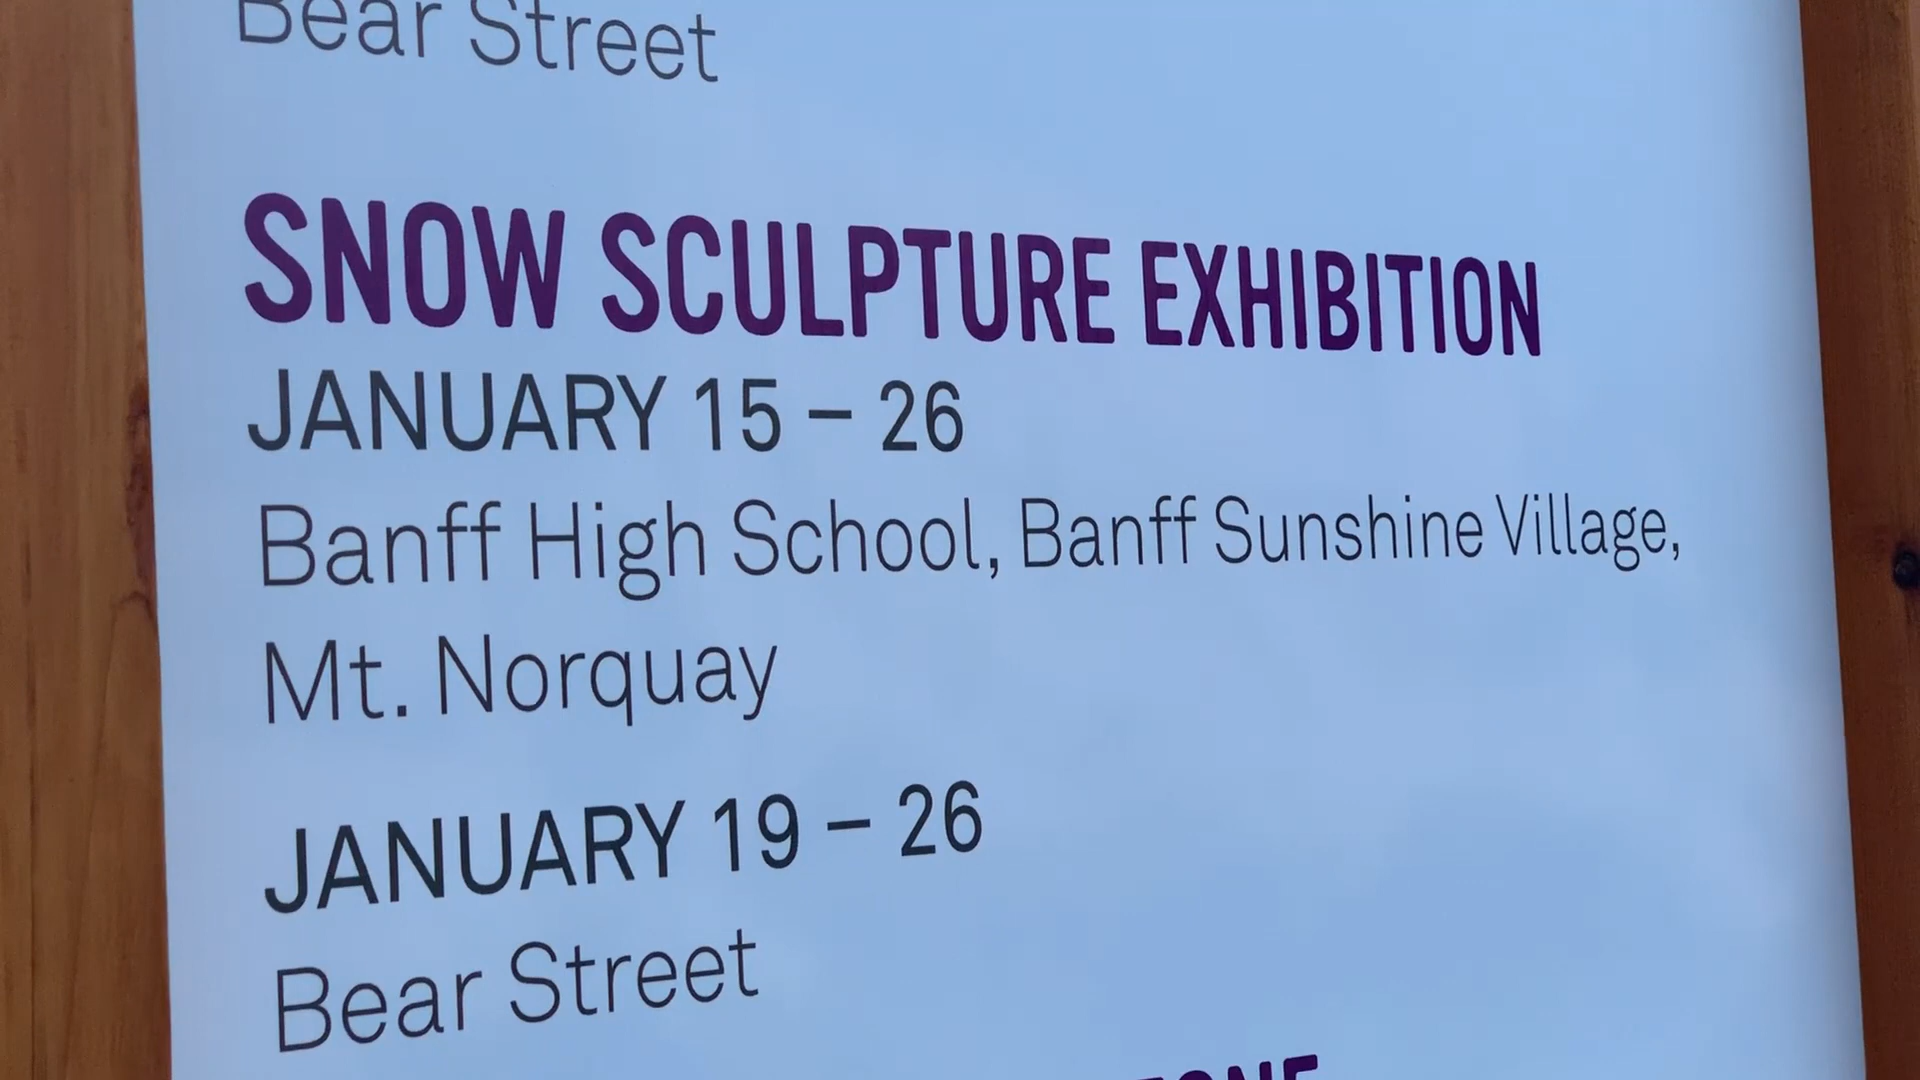 Bear Street
SNOW SCULPTURE EXHIBITION
JANUARY 15 – 26
Banff High School, Banff Sunshine Village,
Mt. Norquay
JANUARY 19 – 26
Bear Street